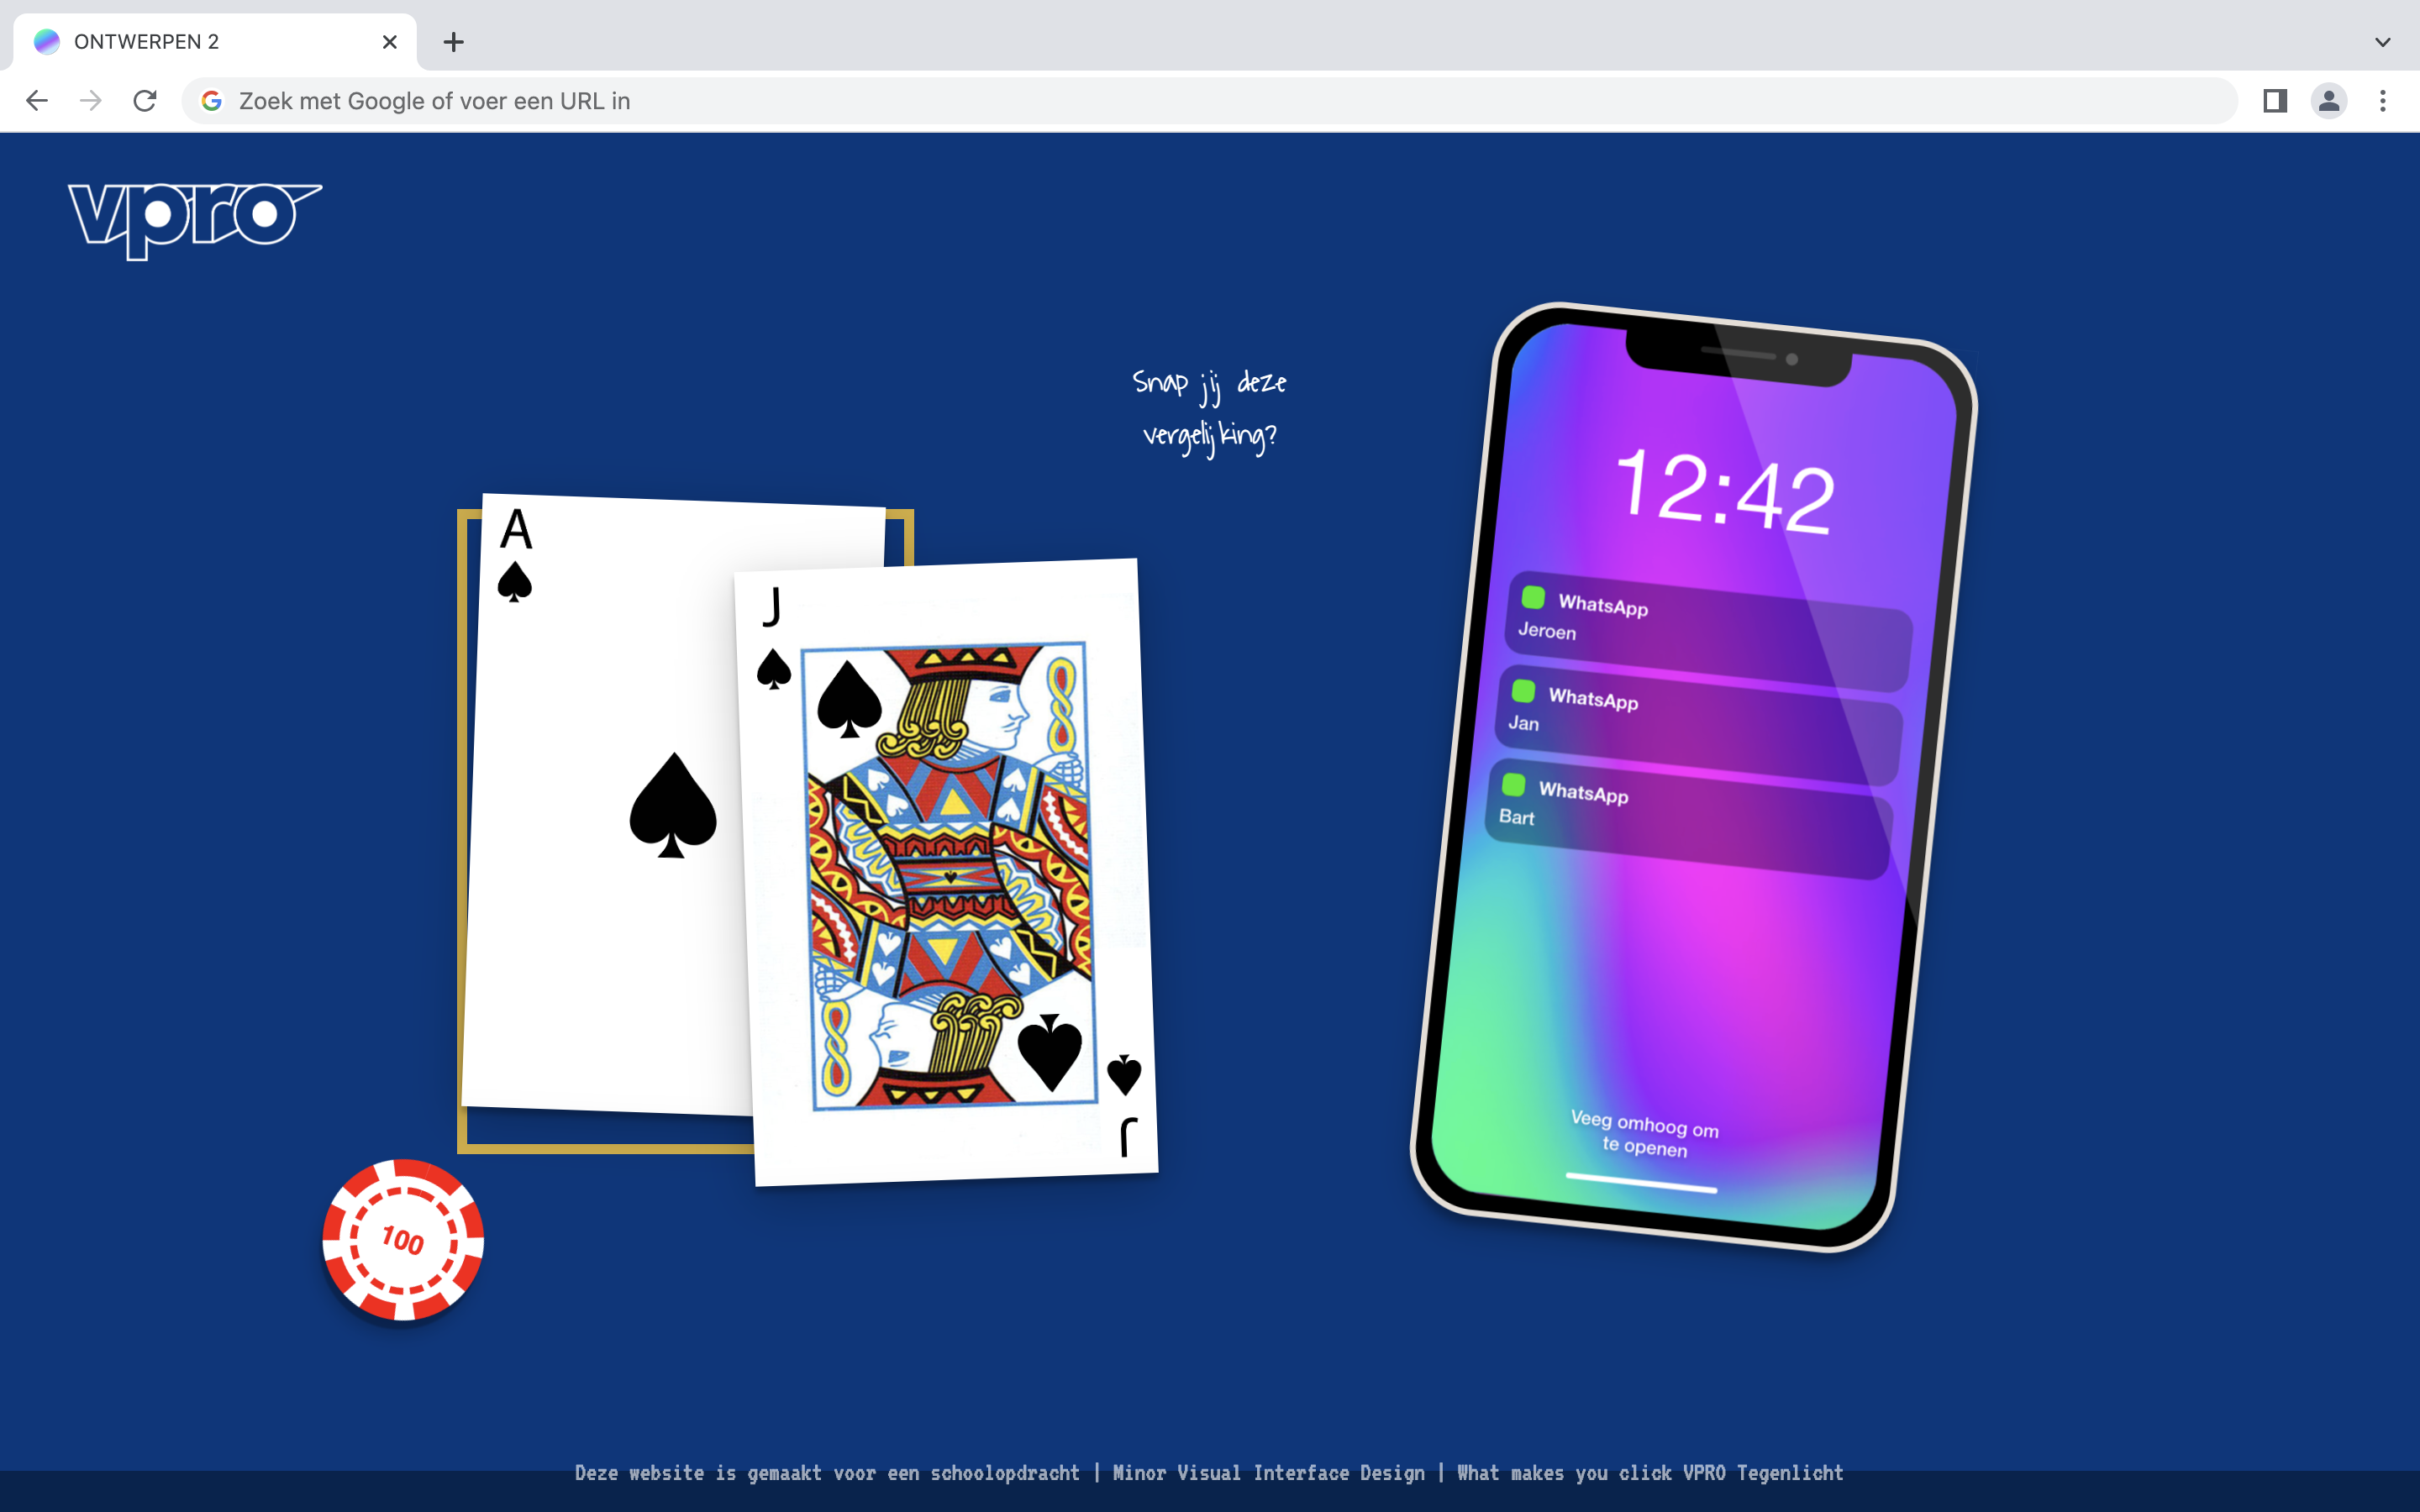 ONTWERPEN 2
Zoek met Google of voer een URL in
vpro
Snap jij deze
vergelijking?
A
J
J
100
12:42
WhatsApp
Jeroen
WhatsApp
Jan
WhatsApp
Bart
Veeg omhoog om
te openen
Deze website is gemaakt voor een schoolopdracht | Minor Visual Interface Design | What makes you click VPRO Tegenlicht